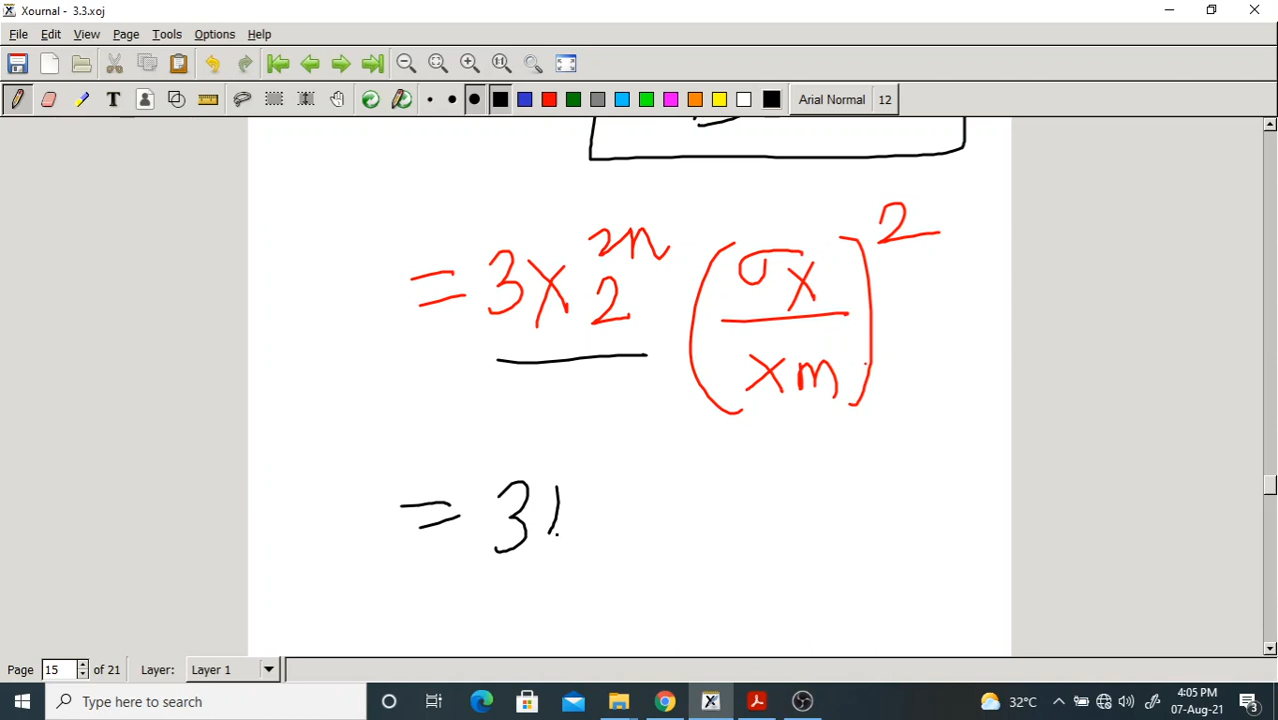 Xournal - 3.3.xoj
File Edit View Page Tools Options Help
Arial Normal 12
= 3 x 2^{2n} (σx / xm)^2
= 3
Page 15 of 21 Layer: Layer 1
Type here to search
32°C
4:05 PM
07-Aug-21
3